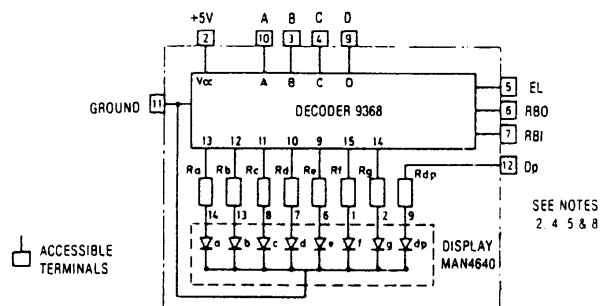 +5V A B C D
2 10 3 4 9
Vcc A B C D
5 EL
DECODER 9368
6 RBO
GROUND 11
7 RBI
13 12 11 10 9 15 14
12 Dp
Ra Rb Rc Rd Re Rf Rg Rdp
14 13 8 7 6 1 2 9
a b c d e f g dp
SEE NOTES
2. 4 5 & 8
DISPLAY
MAN4640
ACCESSIBLE
TERMINALS